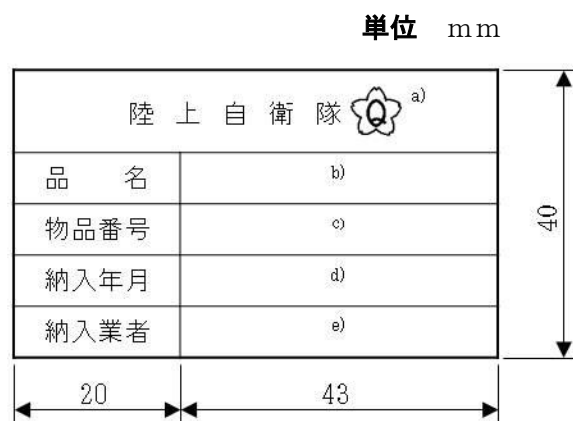 単位 mm
陸上自衛隊 Q a)
品名 b)
物品番号 c)
納入年月 d)
納入業者 e)
40
20 43